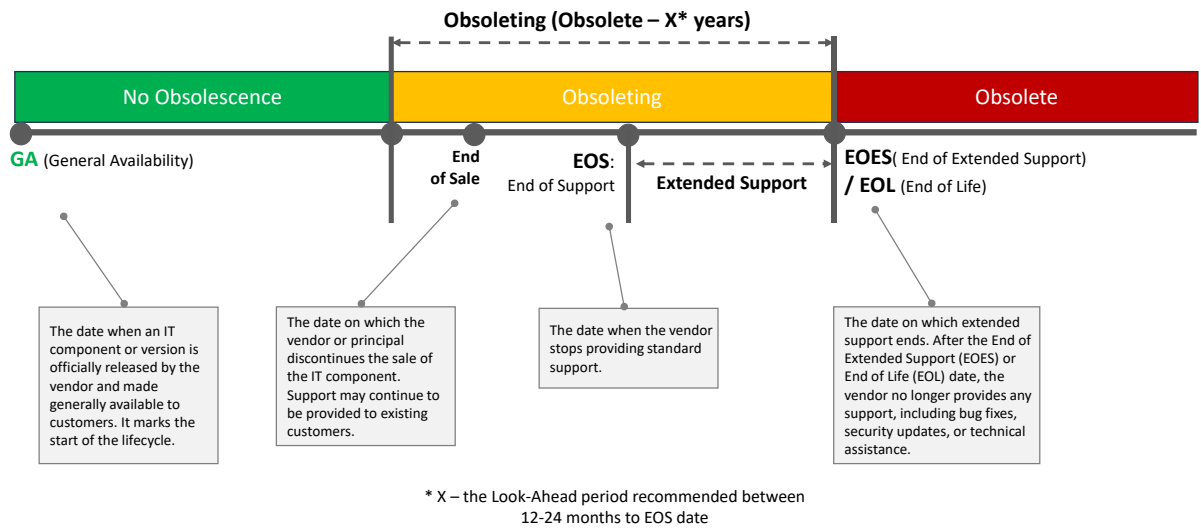 Obsoleting (Obsolete – X* years)
No Obsolescence
Obsoleting
Obsolete
GA (General Availability)
End
of Sale
EOS:
End of Support
Extended Support
EOES( End of Extended Support)
/ EOL (End of Life)
The date when an IT
component or version is
officially released by the
vendor and made
generally available to
customers. It marks the
start of the lifecycle.
The date on which the
vendor or principal
discontinues the sale of
the IT component.
Support may continue to
be provided to existing
customers.
The date when the vendor
stops providing standard
support.
The date on which extended
support ends. After the End of
Extended Support (EOES) or
End of Life (EOL) date, the
vendor no longer provides any
support, including bug fixes,
security updates, or technical
assistance.
* X – the Look-Ahead period recommended between
12-24 months to EOS date